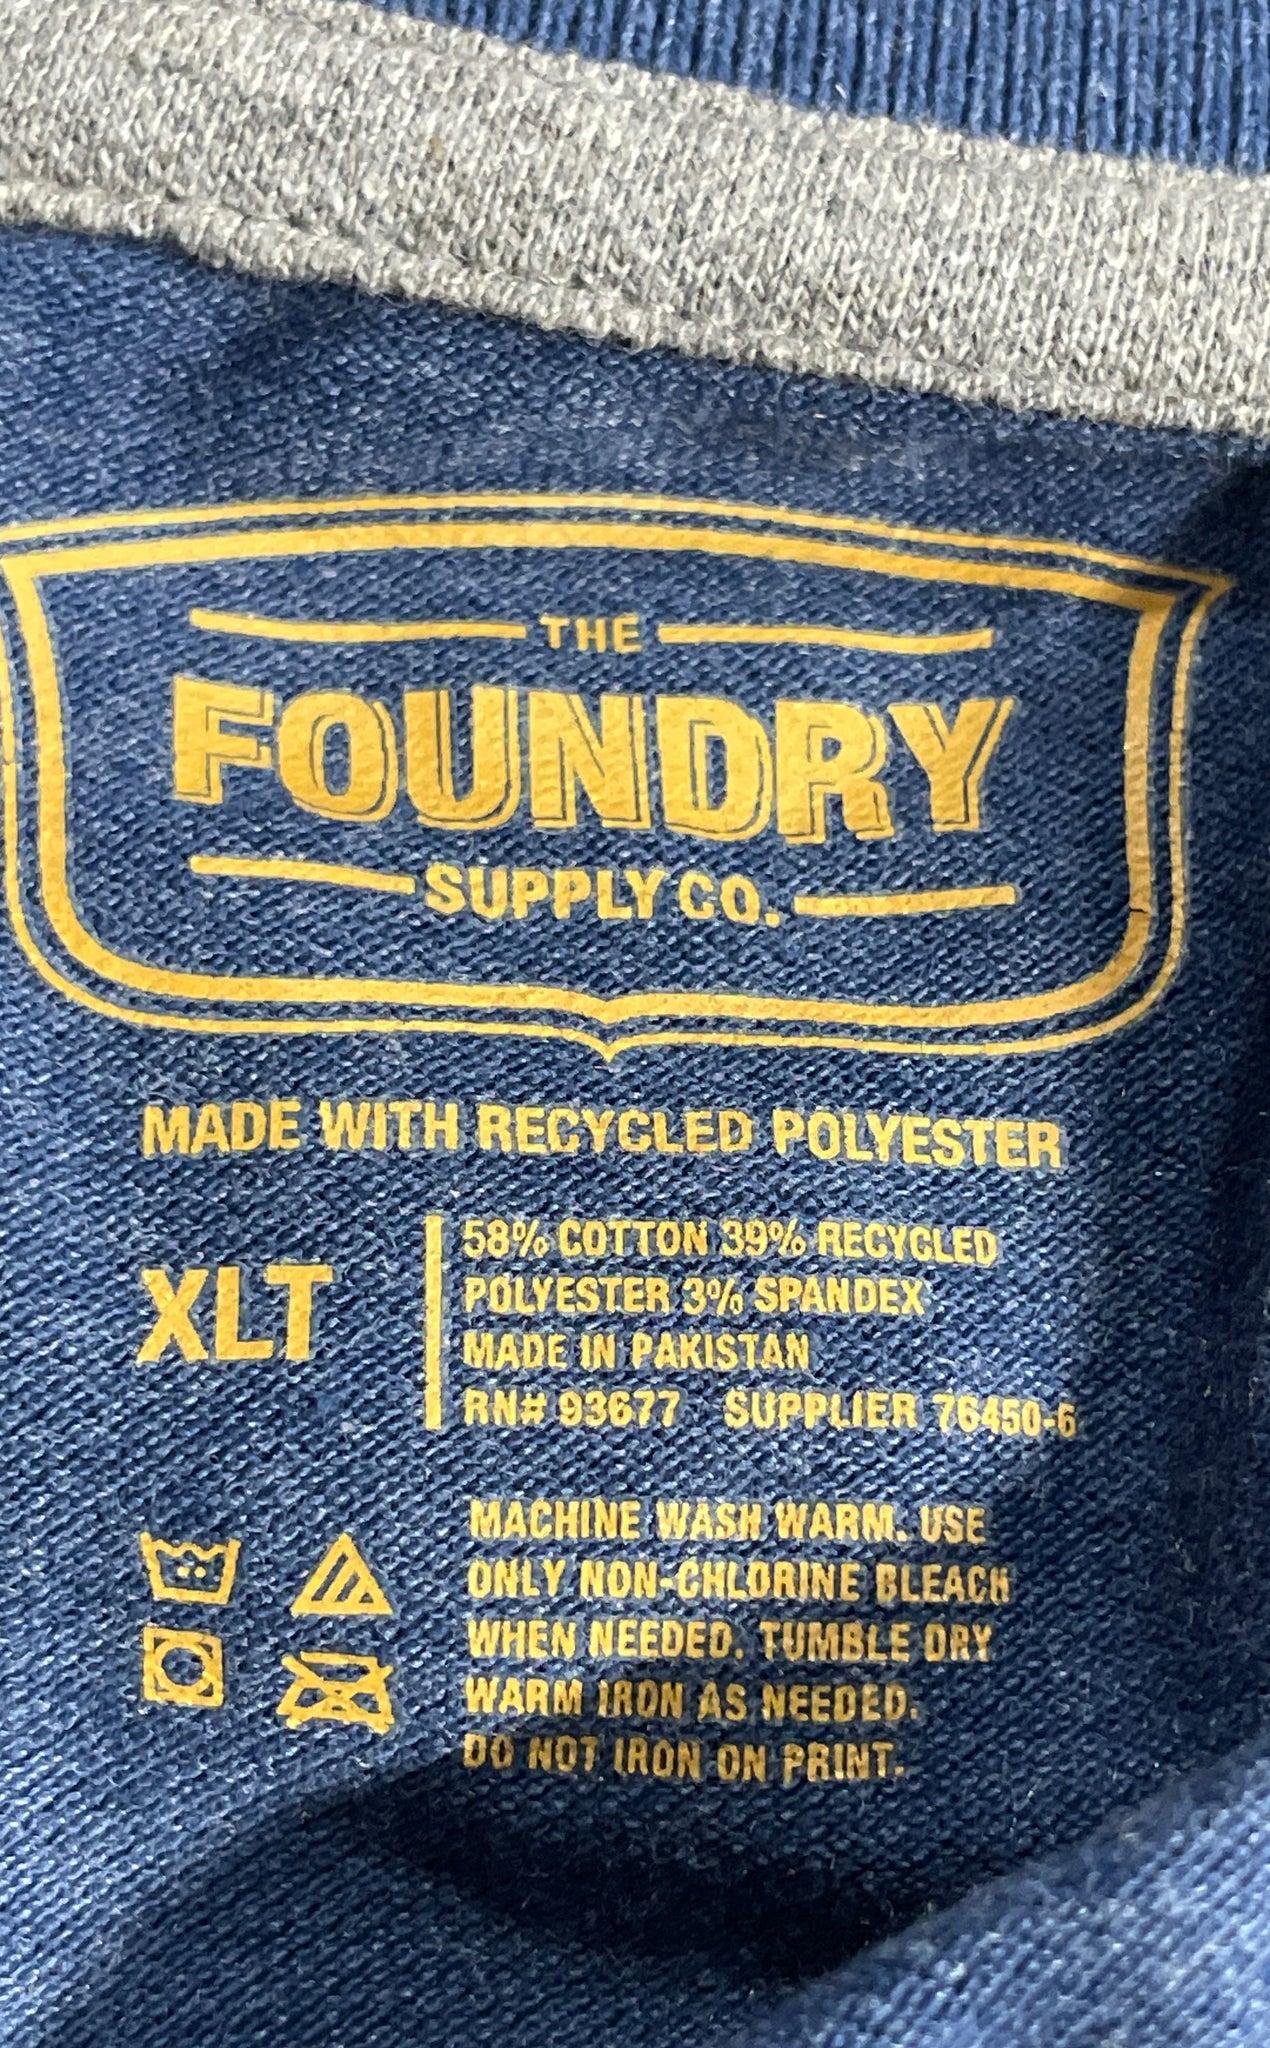 THE
FOUNDRY
SUPPLY CO.
MADE WITH RECYCLED POLYESTER
XLT
58% COTTON 39% RECYCLED
POLYESTER 3% SPANDEX
MADE IN PAKISTAN
RN# 93677 SUPPLIER 76450-6
MACHINE WASH WARM. USE
ONLY NON-CHLORINE BLEACH
WHEN NEEDED. TUMBLE DRY
WARM IRON AS NEEDED.
DO NOT IRON ON PRINT.